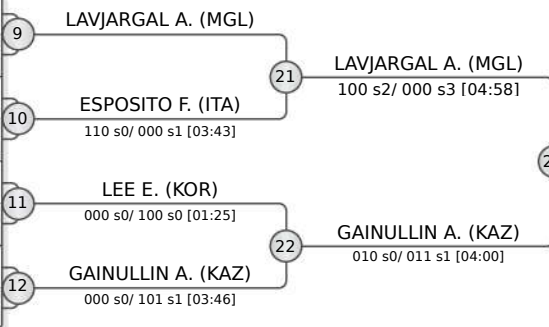 LAVJARGAL A. (MGL)
9
21
LAVJARGAL A. (MGL)
100 s2/ 000 s3 [04:58]
ESPOSITO F. (ITA)
10
110 s0/ 000 s1 [03:43]
LEE E. (KOR)
11
000 s0/ 100 s0 [01:25]
22
GAINULLIN A. (KAZ)
010 s0/ 011 s1 [04:00]
GAINULLIN A. (KAZ)
12
000 s0/ 101 s1 [03:46]